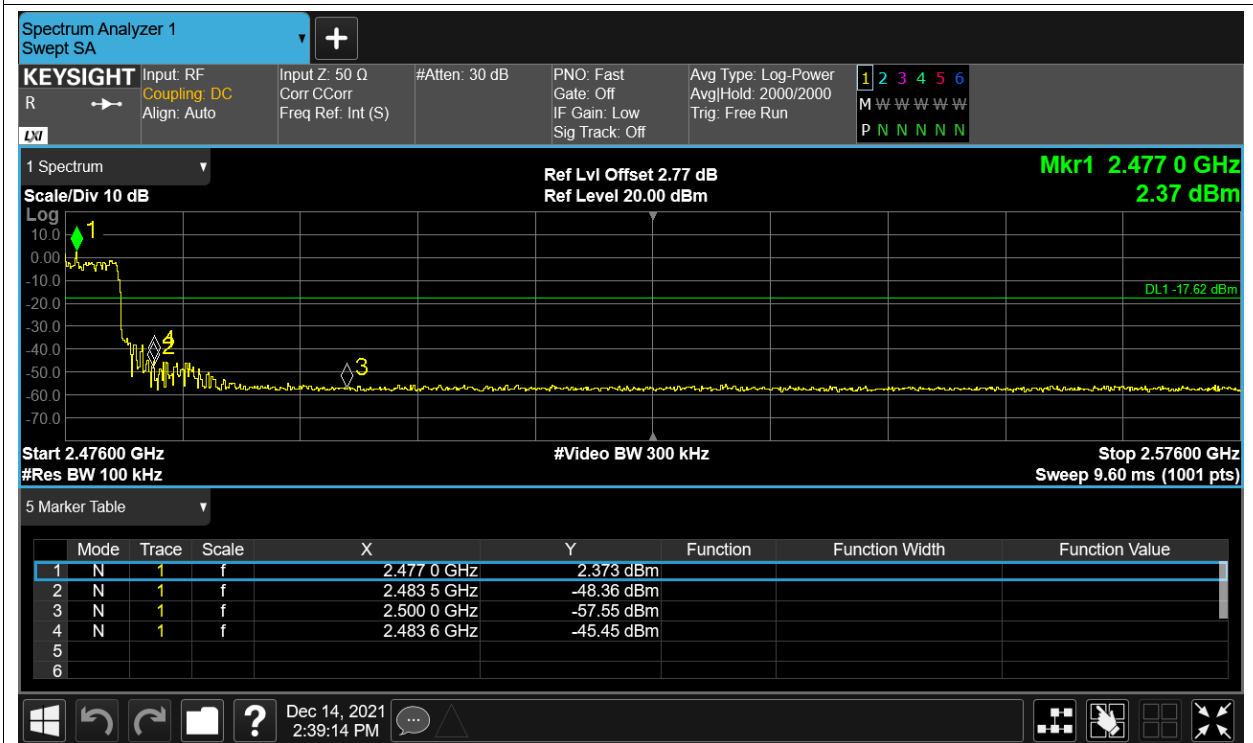 Spectrum Analyzer 1
Swept SA
KEYSIGHT
R
LXI
Input: RF
Coupling: DC
Align: Auto
Input Z: 50 Ω
Corr CCorr
Freq Ref: Int (S)
#Atten: 30 dB
PNO: Fast
Gate: Off
IF Gain: Low
Sig Track: Off
Avg Type: Log-Power
Avg|Hold: 2000/2000
Trig: Free Run
1 2 3 4 5 6
M W W W W W
P N N N N N
1 Spectrum
Scale/Div 10 dB
Ref Lvl Offset 2.77 dB
Ref Level 20.00 dBm
Mkr1 2.477 0 GHz
2.37 dBm
Log
10.0
0.00
-10.0
-20.0
-30.0
-40.0
-50.0
-60.0
-70.0
1
4
2
3
DL1 -17.62 dBm
Start 2.47600 GHz
#Video BW 300 kHz
Stop 2.57600 GHz
#Res BW 100 kHz
Sweep 9.60 ms (1001 pts)
5 Marker Table
Mode Trace Scale X Y Function Function Width Function Value
1 N 1 f 2.477 0 GHz 2.373 dBm
2 N 1 f 2.483 5 GHz -48.36 dBm
3 N 1 f 2.500 0 GHz -57.55 dBm
4 N 1 f 2.483 6 GHz -45.45 dBm
5
6
?
Dec 14, 2021
2:39:14 PM